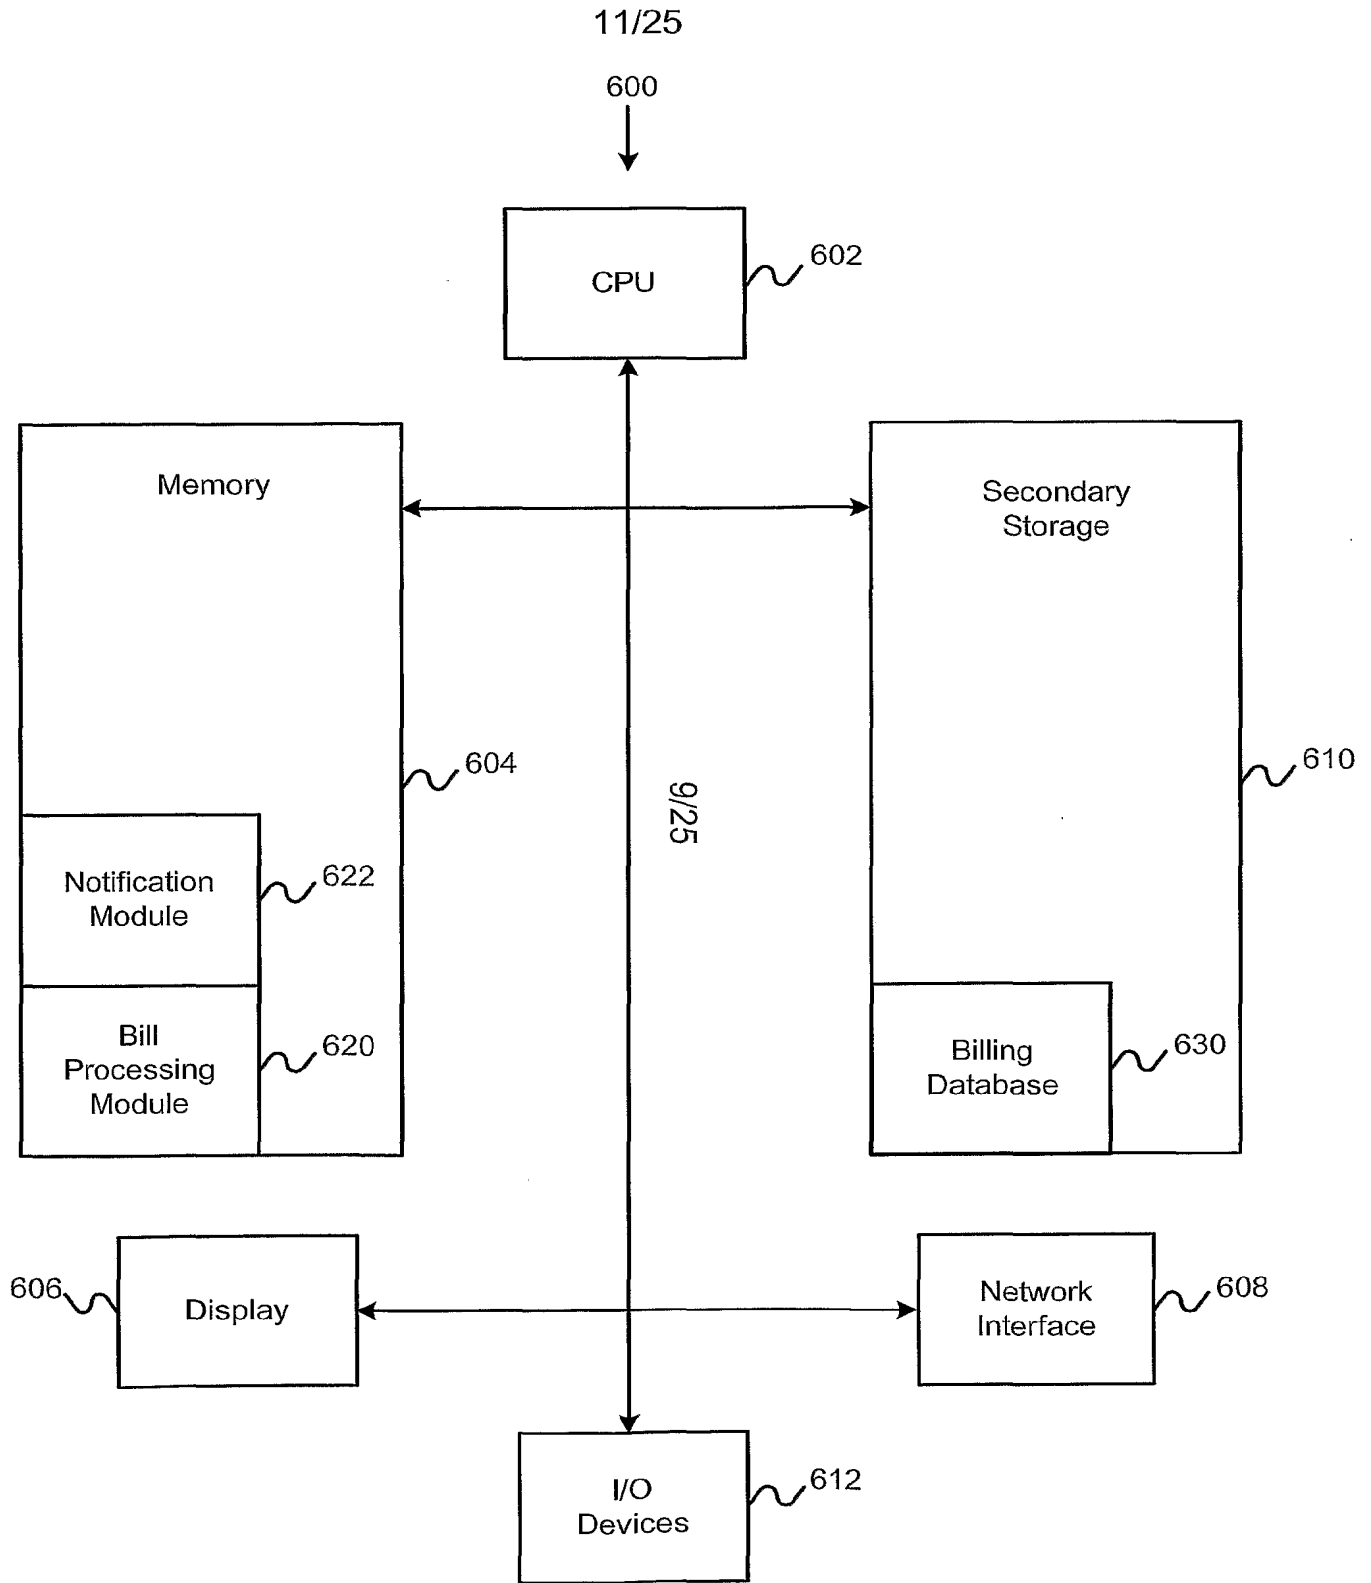 11/25
600
CPU
602
Memory
Secondary
Storage
604
610
9/25
Notification
Module
622
Bill
Processing
Module
620
Billing
Database
630
606
Display
Network
Interface
608
I/O
Devices
612